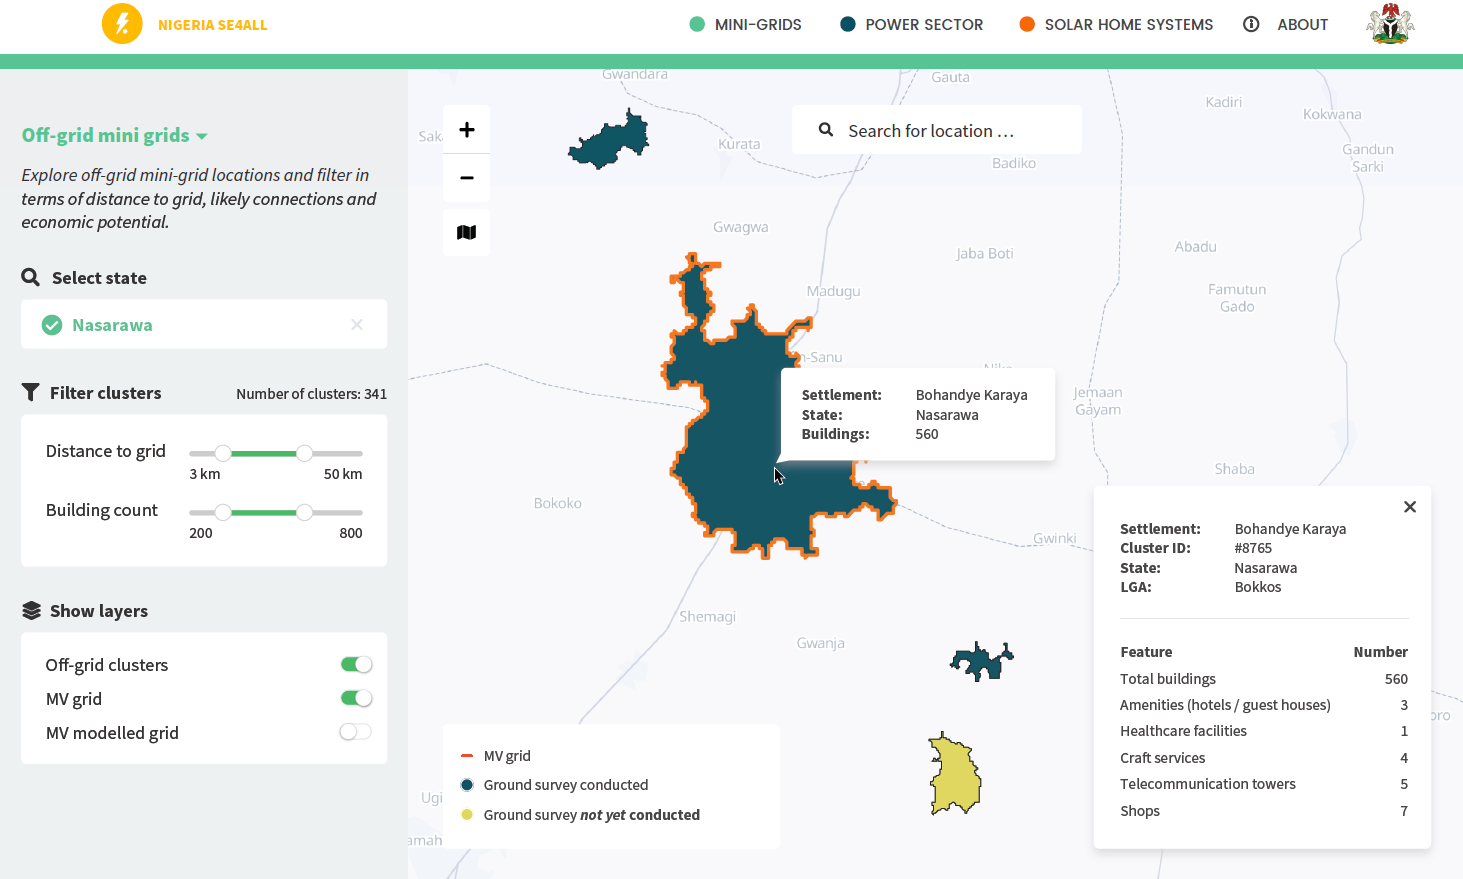 NIGERIA SE4ALL
MINI-GRIDS
POWER SECTOR
SOLAR HOME SYSTEMS
ABOUT
Off-grid mini grids
Explore off-grid mini-grid locations and filter in
terms of distance to grid, likely connections and
economic potential.
Select state
Nasarawa
Filter clusters
Number of clusters: 341
Distance to grid
3 km
50 km
Building count
200
800
Show layers
Off-grid clusters
MV grid
MV modelled grid
Search for location ...
Gwandara
Gauta
Kadiri
Kokwana
Kurata
Badiko
Gandun
Sarki
Gwagwa
Jaba Boti
Abadu
Madugu
Famutun
Gado
Jemaan
Gayam
Shaba
Bokoko
Gwinki
Shemagi
Gwanja
Settlement: Bohandye Karaya
State: Nasarawa
Buildings: 560
MV grid
Ground survey conducted
Ground survey not yet conducted
Settlement: Bohandye Karaya
Cluster ID: #8765
State: Nasarawa
LGA: Bokkos
Feature Number
Total buildings 560
Amenities (hotels / guest houses) 3
Healthcare facilities 1
Craft services 4
Telecommunication towers 5
Shops 7